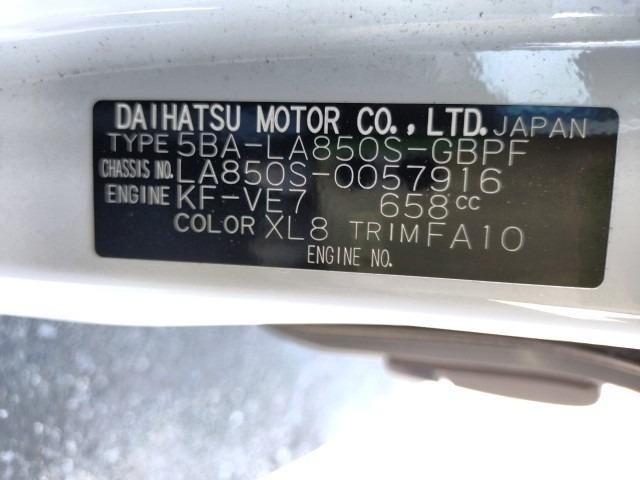 DAIHATSU MOTOR CO., LTD. JAPAN
TYPE 5BA-LA850S-GBPF
CHASSIS NO. LA850S-0057916
ENGINE KF-VE7 658cc
COLOR XL8 TRIM FA10
ENGINE NO.